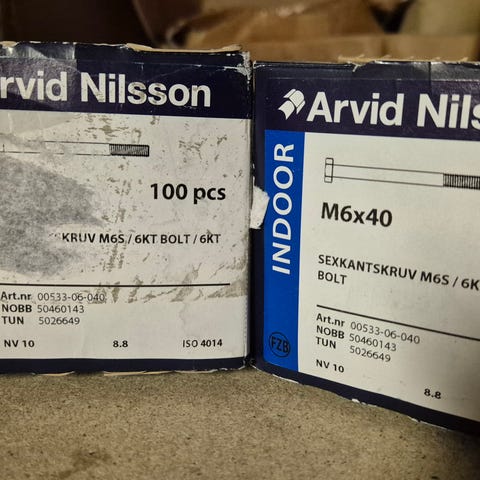 rvid Nilsson
100 pcs
KRUV M6S / 6KT BOLT / 6KT
Art.nr 00533-06-040
NOBB 50460143
TUN 5026649
NV 10 8.8 ISO 4014
Arvid Nils
INDOOR
M6x40
SEXKANTSKRUV M6S / 6K
BOLT
Art.nr 00533-06-040
NOBB 50460143
TUN 5026649
FZB
NV 10 8.8